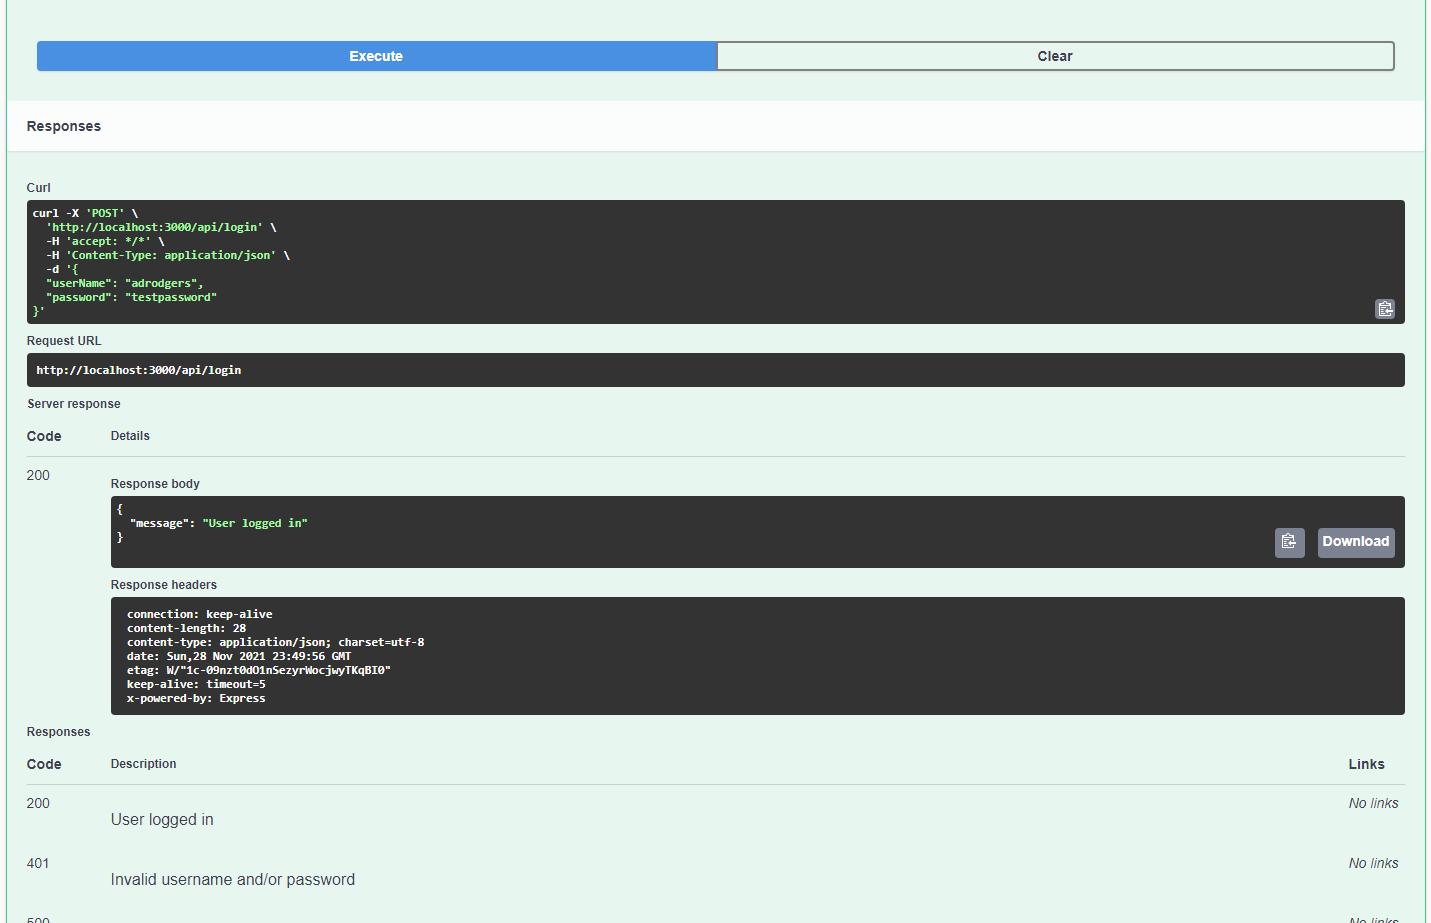 Execute
Clear
Responses
Curl
curl -X 'POST' \
'http://localhost:3000/api/login' \
-H 'accept: */*' \
-H 'Content-Type: application/json' \
-d '{
"userName": "adrodgers",
"password": "testpassword"
}'
Request URL
http://localhost:3000/api/login
Server response
Code Details
200
Response body
{
"message": "User logged in"
}
Download
Response headers
connection: keep-alive
content-length: 28
content-type: application/json; charset=utf-8
date: Sun,28 Nov 2021 23:49:56 GMT
etag: W/"1c-09nzt0dO1nSezyrWocjwyTKqBI0"
keep-alive: timeout=5
x-powered-by: Express
Responses
Code Description Links
200 No links
User logged in
401 No links
Invalid username and/or password
500 No links